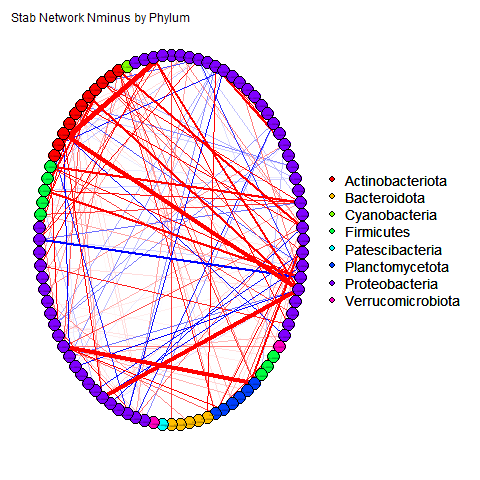 Stab Network Nminus by Phylum
Actinobacteriota
Bacteroidota
Cyanobacteria
Firmicutes
Patescibacteria
Planctomycetota
Proteobacteria
Verrucomicrobiota